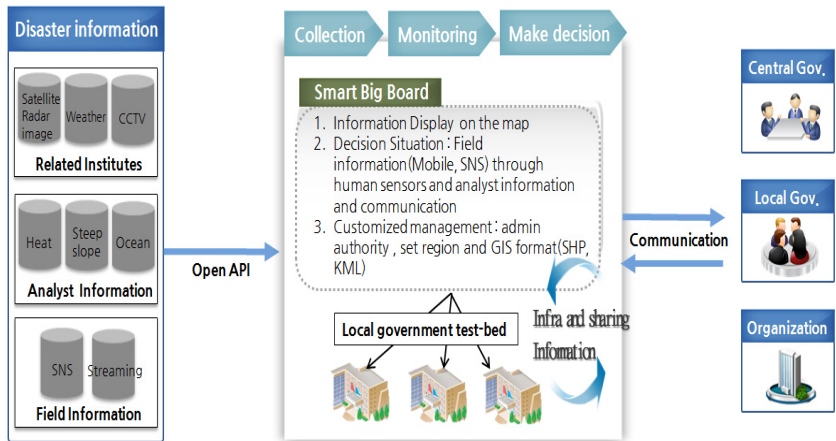 Disaster information
Satellite
Radar
image
Weather
CCTV
Related Institutes
Heat
Steep
slope
Ocean
Analyst Information
SNS
Streaming
Field Information
Open API
Collection
Monitoring
Make decision
Smart Big Board
1. Information Display on the map
2. Decision Situation : Field
information(Mobile, SNS) through
human sensors and analyst information
and communication
3. Customized management : admin
authority , set region and GIS format(SHP,
KML)
Local government test-bed
Infra and sharing
Information
Communication
Central Gov.
Local Gov.
Organization